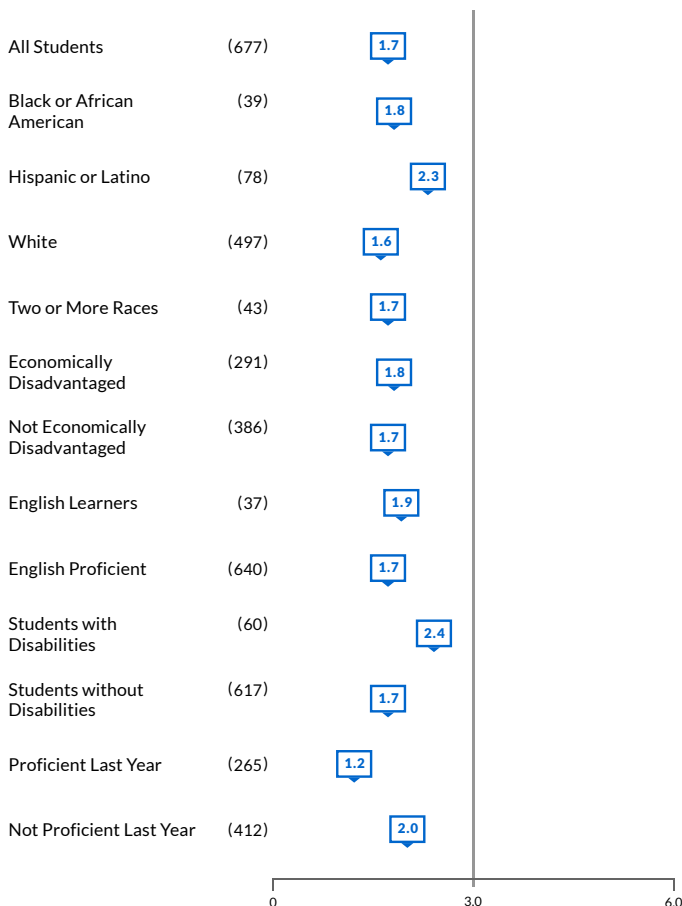 All Students (677) 1.7
Black or African (39)
American
1.8
Hispanic or Latino (78) 2.3
White (497) 1.6
Two or More Races (43) 1.7
Economically (291)
Disadvantaged
1.8
Not Economically (386)
Disadvantaged
1.7
English Learners (37) 1.9
English Proficient (640) 1.7
Students with (60)
Disabilities
2.4
Students without (617)
Disabilities
1.7
Proficient Last Year (265) 1.2
Not Proficient Last Year (412) 2.0
0 3.0 6.0